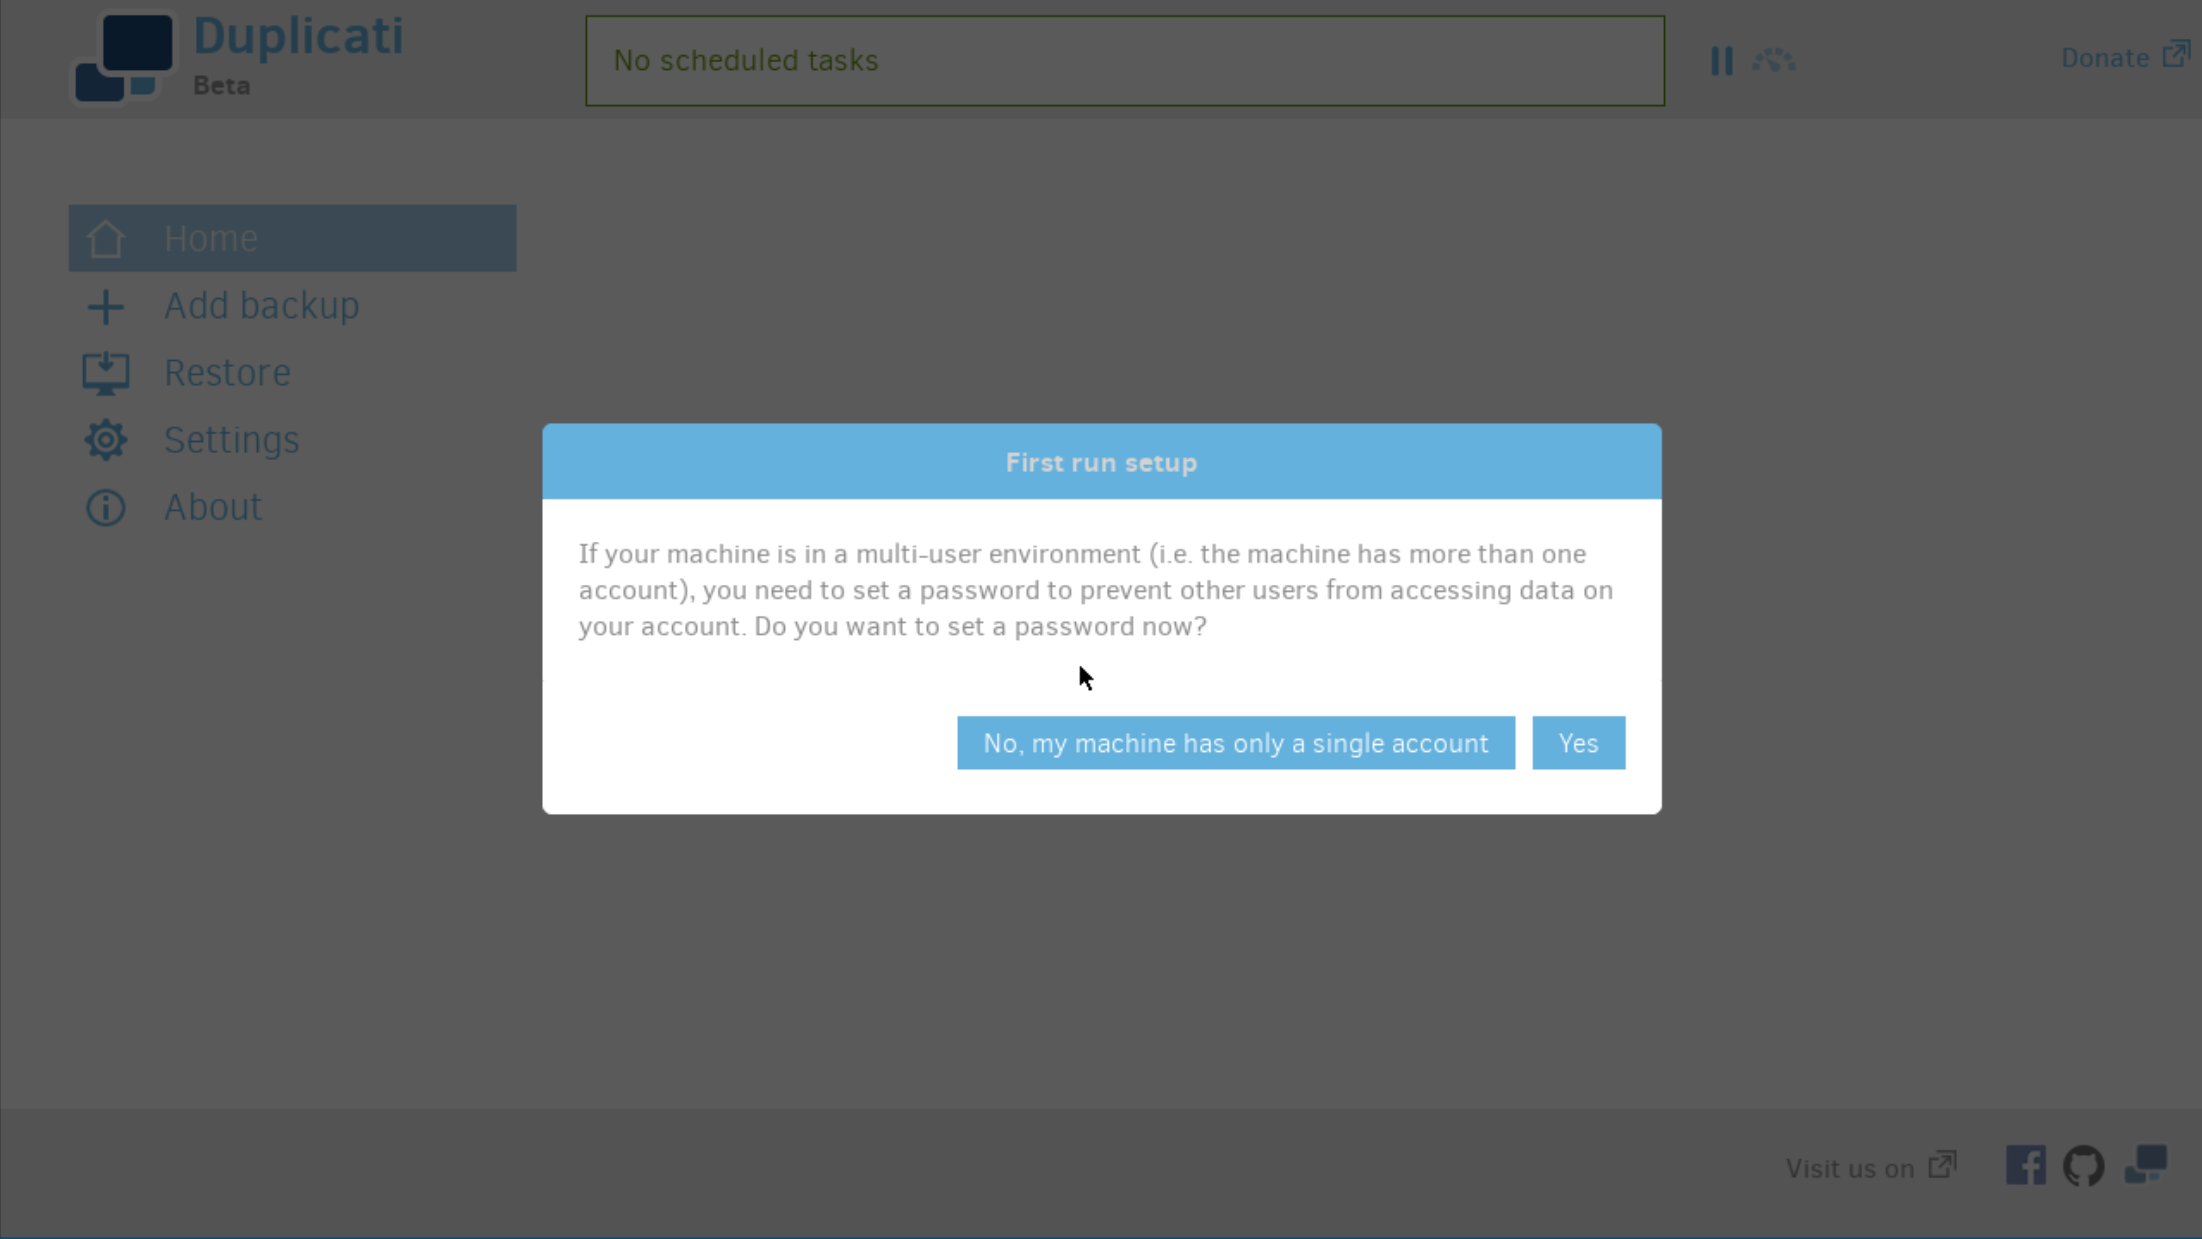 Duplicati
Beta
No scheduled tasks
Donate
Home
Add backup
Restore
Settings
About
First run setup
If your machine is in a multi-user environment (i.e. the machine has more than one
account), you need to set a password to prevent other users from accessing data on
your account. Do you want to set a password now?
No, my machine has only a single account
Yes
Visit us on